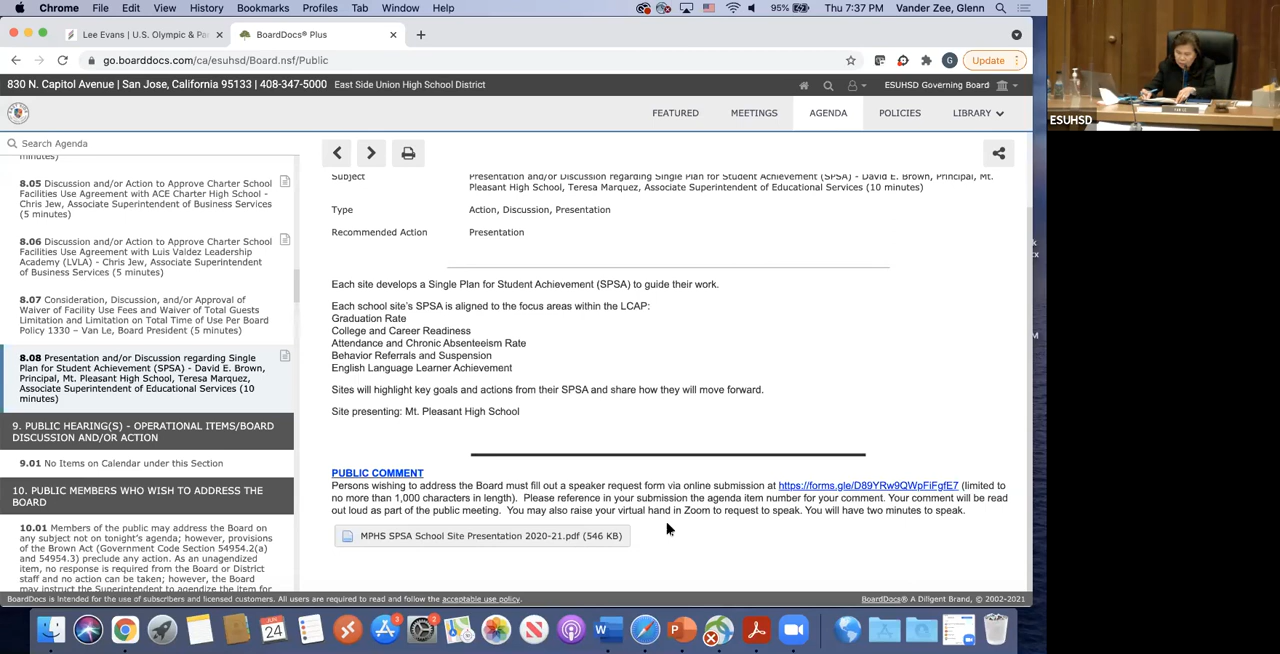 Chrome File Edit View History Bookmarks Profiles Tab Window Help 95% Thu 7:37 PM Vander Zee, Glenn
Lee Evans | U.S. Olympic & Pa
BoardDocs® Plus
go.boarddocs.com/ca/esuhsd/Board.nsf/Public
G
Update
830 N. Capitol Avenue | San Jose, California 95133 | 408-347-5000 East Side Union High School District
ESUHSD Governing Board
FEATURED MEETINGS AGENDA POLICIES LIBRARY
Search Agenda
minutes)
8.05 Discussion and/or Action to Approve Charter School
Facilities Use Agreement with ACE Charter High School -
Chris Jew, Associate Superintendent of Business Services
(5 minutes)
8.06 Discussion and/or Action to Approve Charter School
Facilities Use Agreement with Luis Valdez Leadership
Academy (LVLA) - Chris Jew, Associate Superintendent
of Business Services (5 minutes)
8.07 Consideration, Discussion, and/or Approval of
Waiver of Facility Use Fees and Waiver of Total Guests
Limitation and Limitation on Total Time of Use Per Board
Policy 1330 – Van Le, Board President (5 minutes)
8.08 Presentation and/or Discussion regarding Single
Plan for Student Achievement (SPSA) - David E. Brown,
Principal, Mt. Pleasant High School, Teresa Marquez,
Associate Superintendent of Educational Services (10
minutes)
9. PUBLIC HEARING(S) - OPERATIONAL ITEMS/BOARD
DISCUSSION AND/OR ACTION
9.01 No Items on Calendar under this Section
10. PUBLIC MEMBERS WHO WISH TO ADDRESS THE
BOARD
10.01 Members of the public may address the Board on
any subject not on tonight's agenda; however, provisions
of the Brown Act (Government Code Section 54954.2(a)
and 54954.3) preclude any action. As an unagendized
item, no response is required from the Board or District
staff and no action can be taken; however, the Board
may instruct the Superintendent to agendize the item for
Subject Presentation and/or Discussion regarding Single Plan for Student Achievement (SPSA) - David E. Brown, Principal, Mt.
Pleasant High School, Teresa Marquez, Associate Superintendent of Educational Services (10 minutes)
Type Action, Discussion, Presentation
Recommended Action Presentation
Each site develops a Single Plan for Student Achievement (SPSA) to guide their work.
Each school site's SPSA is aligned to the focus areas within the LCAP:
Graduation Rate
College and Career Readiness
Attendance and Chronic Absenteeism Rate
Behavior Referrals and Suspension
English Language Learner Achievement
Sites will highlight key goals and actions from their SPSA and share how they will move forward.
Site presenting: Mt. Pleasant High School
PUBLIC COMMENT
Persons wishing to address the Board must fill out a speaker request form via online submission at https://forms.gle/D89YRw9QWpFiFgfE7 (limited to
no more than 1,000 characters in length). Please reference in your submission the agenda item number for your comment. Your comment will be read
out loud as part of the public meeting. You may also raise your virtual hand in Zoom to request to speak. You will have two minutes to speak.
MPHS SPSA School Site Presentation 2020-21.pdf (546 KB)
BoardDocs is intended for the use of subscribers and licensed customers. All users are required to read and follow the acceptable use policy.
BoardDocs® A Diligent Brand, © 2002-2021
JUN
24
3
2
ESUHSD